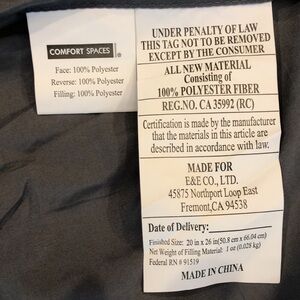 COMFORT SPACES
Face: 100% Polyester
Reverse: 100% Polyester
Filling: 100% Polyester
UNDER PENALTY OF LAW
THIS TAG NOT TO BE REMOVED
EXCEPT BY THE CONSUMER
ALL NEW MATERIAL
Consisting of
100% POLYESTER FIBER
REG.NO. CA 35992 (RC)
Certification is made by the manufacturer
that the materials in this article are
described in accordance with law.
MADE FOR
E&E CO., LTD.
45875 Northport Loop East
Fremont,CA 94538
Date of Delivery:
Finished Size: 20 in x 26 in(50.8 cm x 66.04 cm)
Net Weight of Filling Material: 1 oz (0.028 kg)
Federal RN # 91519
MADE IN CHINA